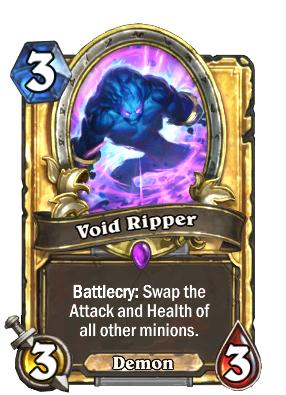 3
Void Ripper
Battlecry: Swap the
Attack and Health of
all other minions.
3
Demon
3